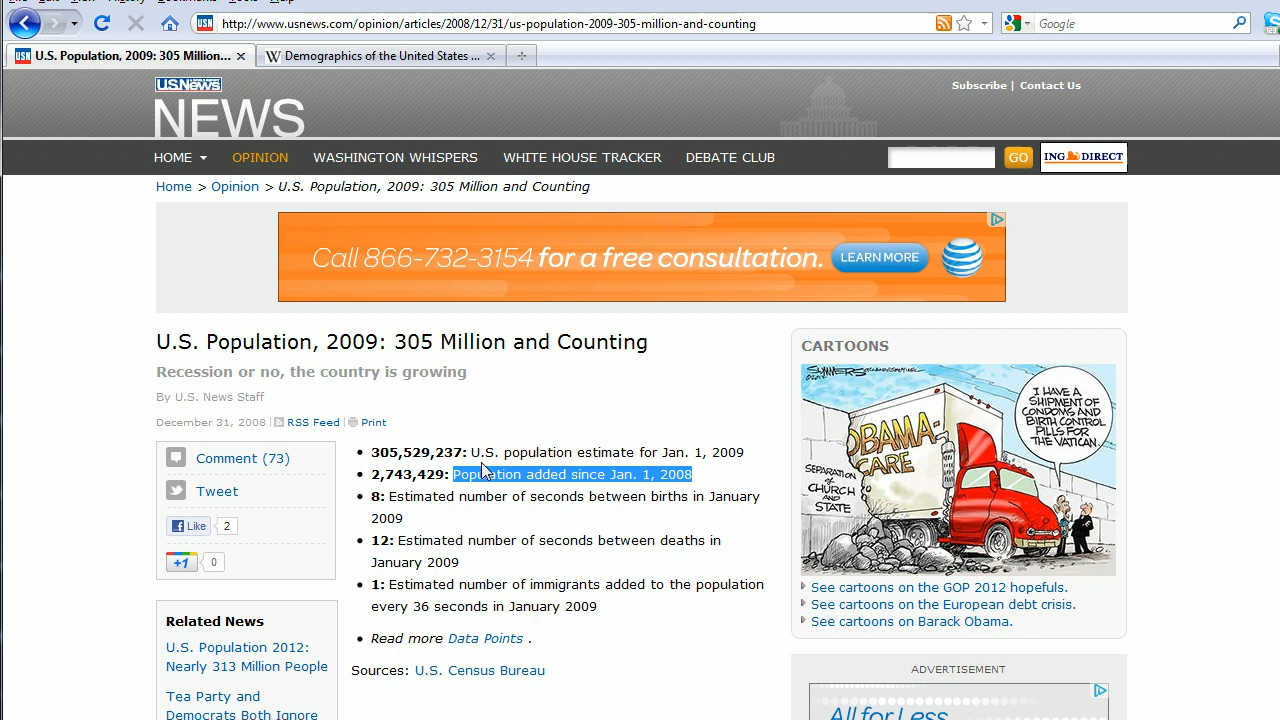 http://www.usnews.com/opinion/articles/2008/12/31/us-population-2009-305-million-and-counting
Google
U.S. Population, 2009: 305 Million...
Demographics of the United States ...
U.S.News
NEWS
Subscribe | Contact Us
HOME OPINION WASHINGTON WHISPERS WHITE HOUSE TRACKER DEBATE CLUB
GO
ING DIRECT
Home > Opinion > U.S. Population, 2009: 305 Million and Counting
Call 866-732-3154 for a free consultation.
LEARN MORE
at&t
U.S. Population, 2009: 305 Million and Counting
Recession or no, the country is growing
By U.S. News Staff
December 31, 2008 | RSS Feed | Print
Comment (73)
Tweet
Like 2
+1 0
• 305,529,237: U.S. population estimate for Jan. 1, 2009
• 2,743,429: Population added since Jan. 1, 2008
• 8: Estimated number of seconds between births in January
2009
• 12: Estimated number of seconds between deaths in
January 2009
• 1: Estimated number of immigrants added to the population
every 36 seconds in January 2009
• Read more Data Points .
Sources: U.S. Census Bureau
Related News
U.S. Population 2012:
Nearly 313 Million People
Tea Party and
Democrats Both Ignore
CARTOONS
SUMMERS
I HAVE A
SHIPMENT OF
CONDOMS AND
BIRTH CONTROL
PILLS FOR
THE VATICAN.
OBAMA-
CARE
SEPARATION
OF
CHURCH
AND
STATE
See cartoons on the GOP 2012 hopefuls.
See cartoons on the European debt crisis.
See cartoons on Barack Obama.
ADVERTISEMENT
All for Less